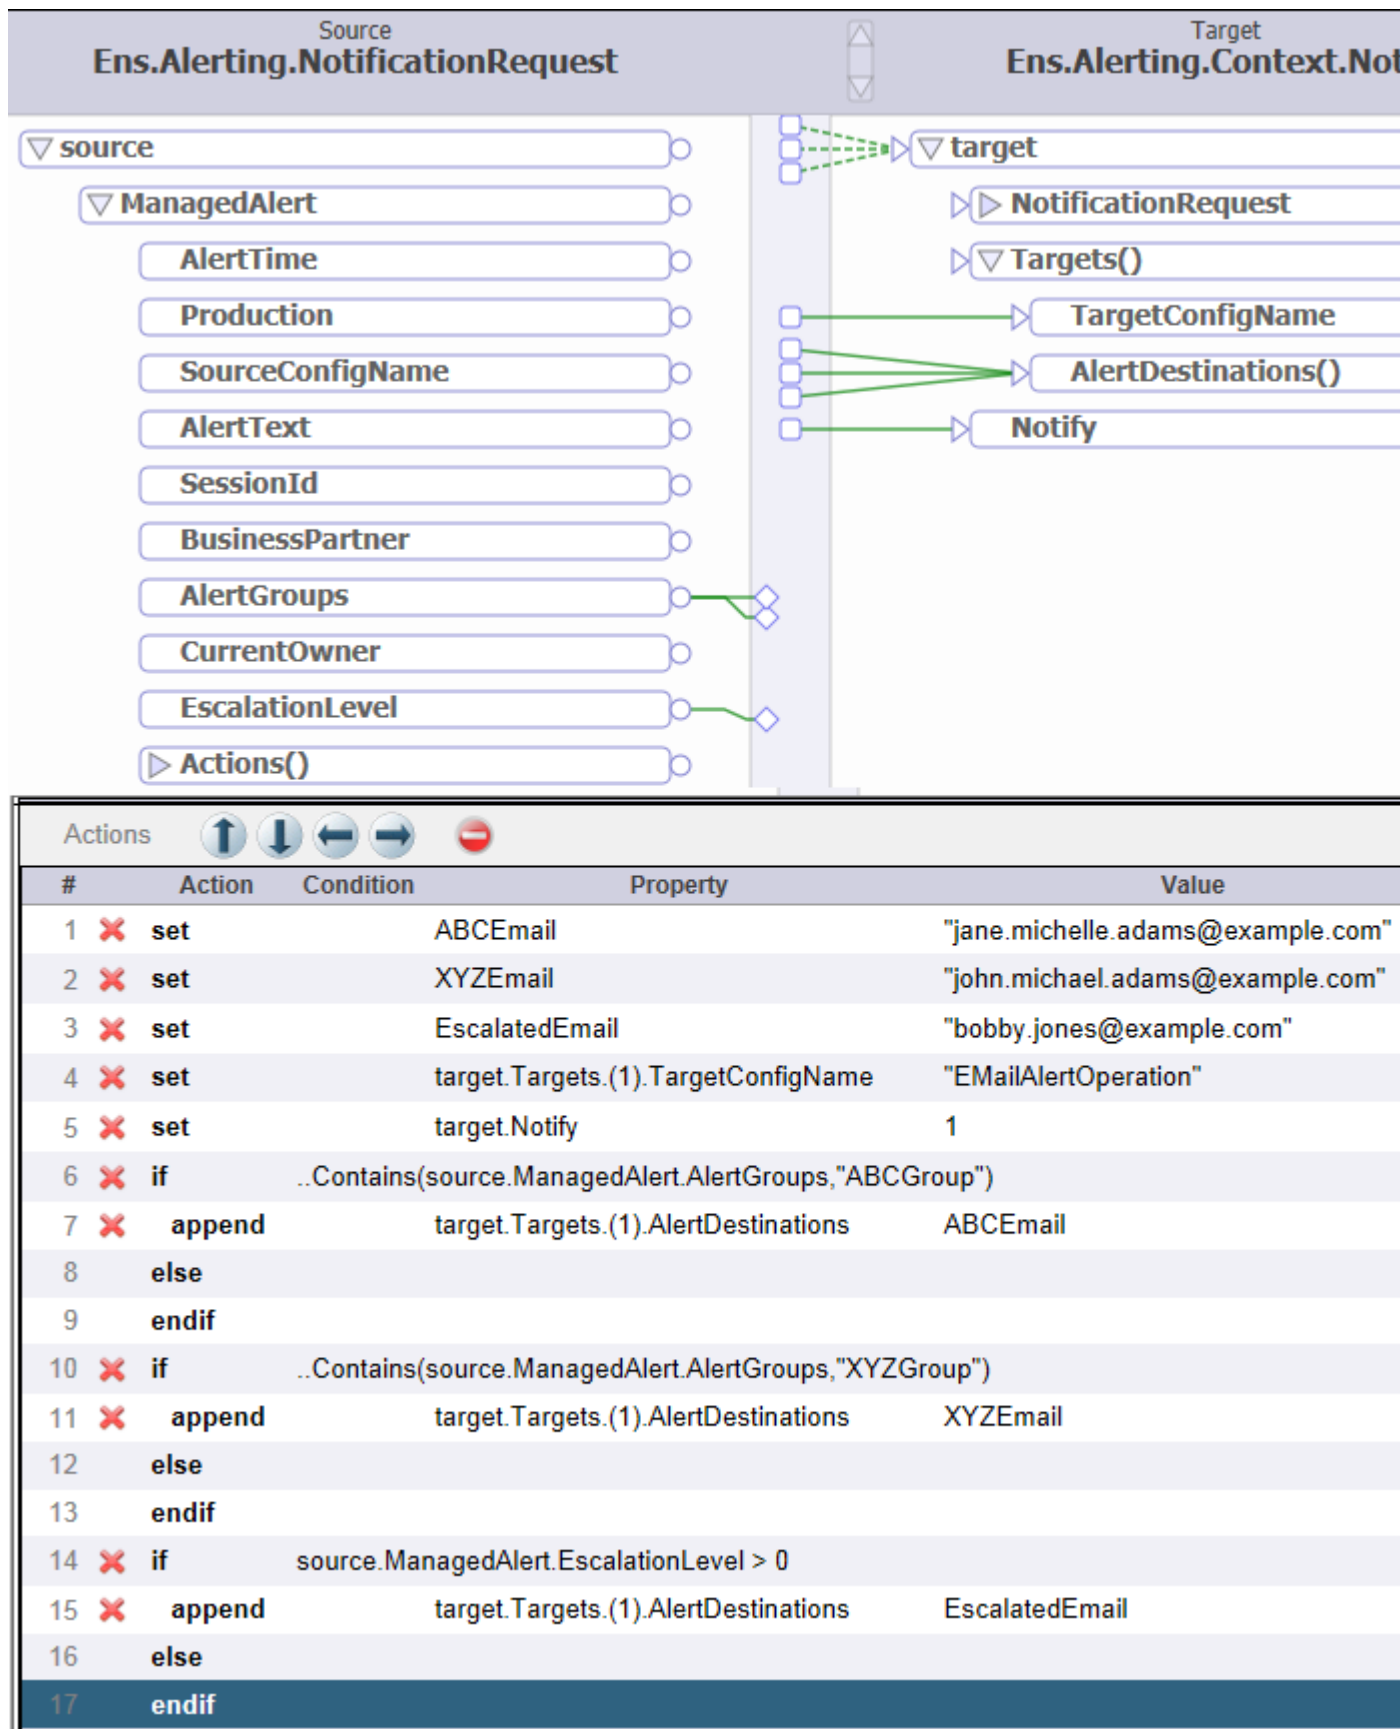 Source Target
Ens.Alerting.NotificationRequest Ens.Alerting.Context.Not
source target
ManagedAlert NotificationRequest
AlertTime Targets()
Production TargetConfigName
SourceConfigName AlertDestinations()
AlertText Notify
SessionId
BusinessPartner
AlertGroups
CurrentOwner
EscalationLevel
Actions()
Actions
# Action Condition Property Value
1 set ABCEmail "jane.michelle.adams@example.com"
2 set XYZEmail "john.michael.adams@example.com"
3 set EscalatedEmail "bobby.jones@example.com"
4 set target.Targets.(1).TargetConfigName "EMailAlertOperation"
5 set target.Notify 1
6 if ..Contains(source.ManagedAlert.AlertGroups,"ABCGroup")
7 append target.Targets.(1).AlertDestinations ABCEmail
8 else
9 endif
10 if ..Contains(source.ManagedAlert.AlertGroups,"XYZGroup")
11 append target.Targets.(1).AlertDestinations XYZEmail
12 else
13 endif
14 if source.ManagedAlert.EscalationLevel > 0
15 append target.Targets.(1).AlertDestinations EscalatedEmail
16 else
17 endif